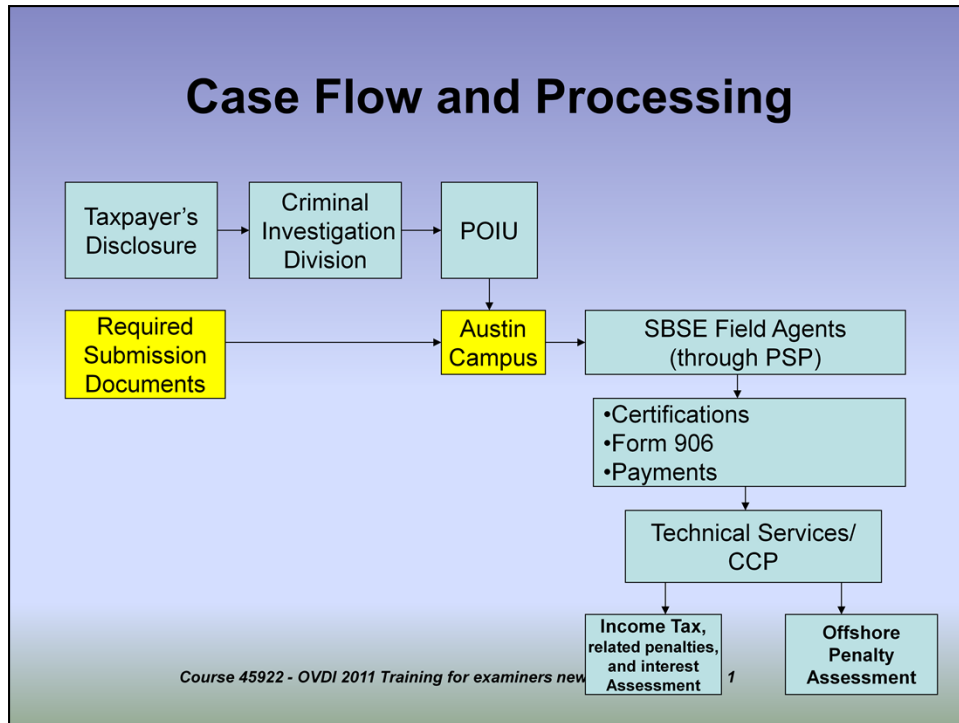 Case Flow and Processing
Taxpayer’s
Disclosure
Criminal
Investigation
Division
POIU
Required
Submission
Documents
Austin
Campus
SBSE Field Agents
(through PSP)
•Certifications
•Form 906
•Payments
Technical Services/
CCP
Income Tax,
related penalties,
and interest
Assessment
Offshore
Penalty
Assessment
Course 45922 - OVDI 2011 Training for examiners new 1